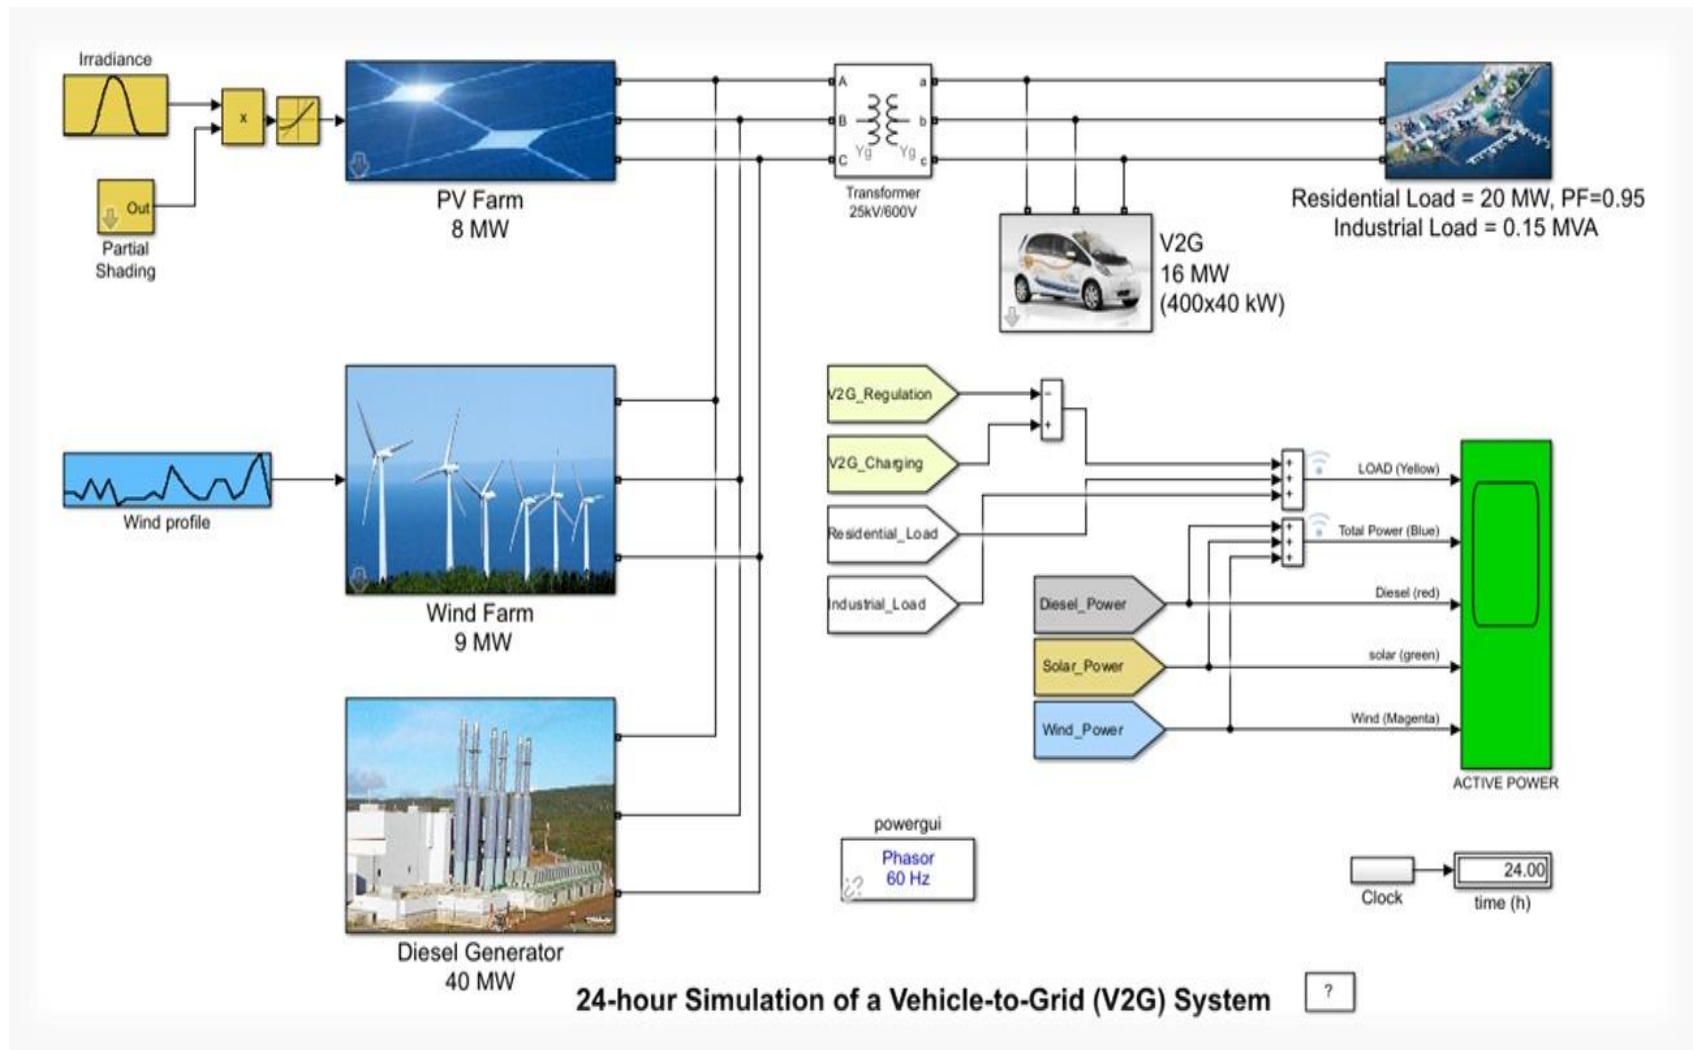 Irradiance
x
Out
Partial
Shading
PV Farm
8 MW
A
B
C
a
b
c
Yg
Yg
Transformer
25kV/600V
Residential Load = 20 MW, PF=0.95
Industrial Load = 0.15 MVA
V2G
16 MW
(400x40 kW)
Wind profile
Wind Farm
9 MW
V2G_Regulation
V2G_Charging
Residential_Load
Industrial_Load
−
+
+
+
+
+
+
+
Diesel_Power
Solar_Power
Wind_Power
LOAD (Yellow)
Total Power (Blue)
Diesel (red)
solar (green)
Wind (Magenta)
ACTIVE POWER
Diesel Generator
40 MW
powergui
Phasor
60 Hz
¿?
Clock
24.00
time (h)
24-hour Simulation of a Vehicle-to-Grid (V2G) System
?